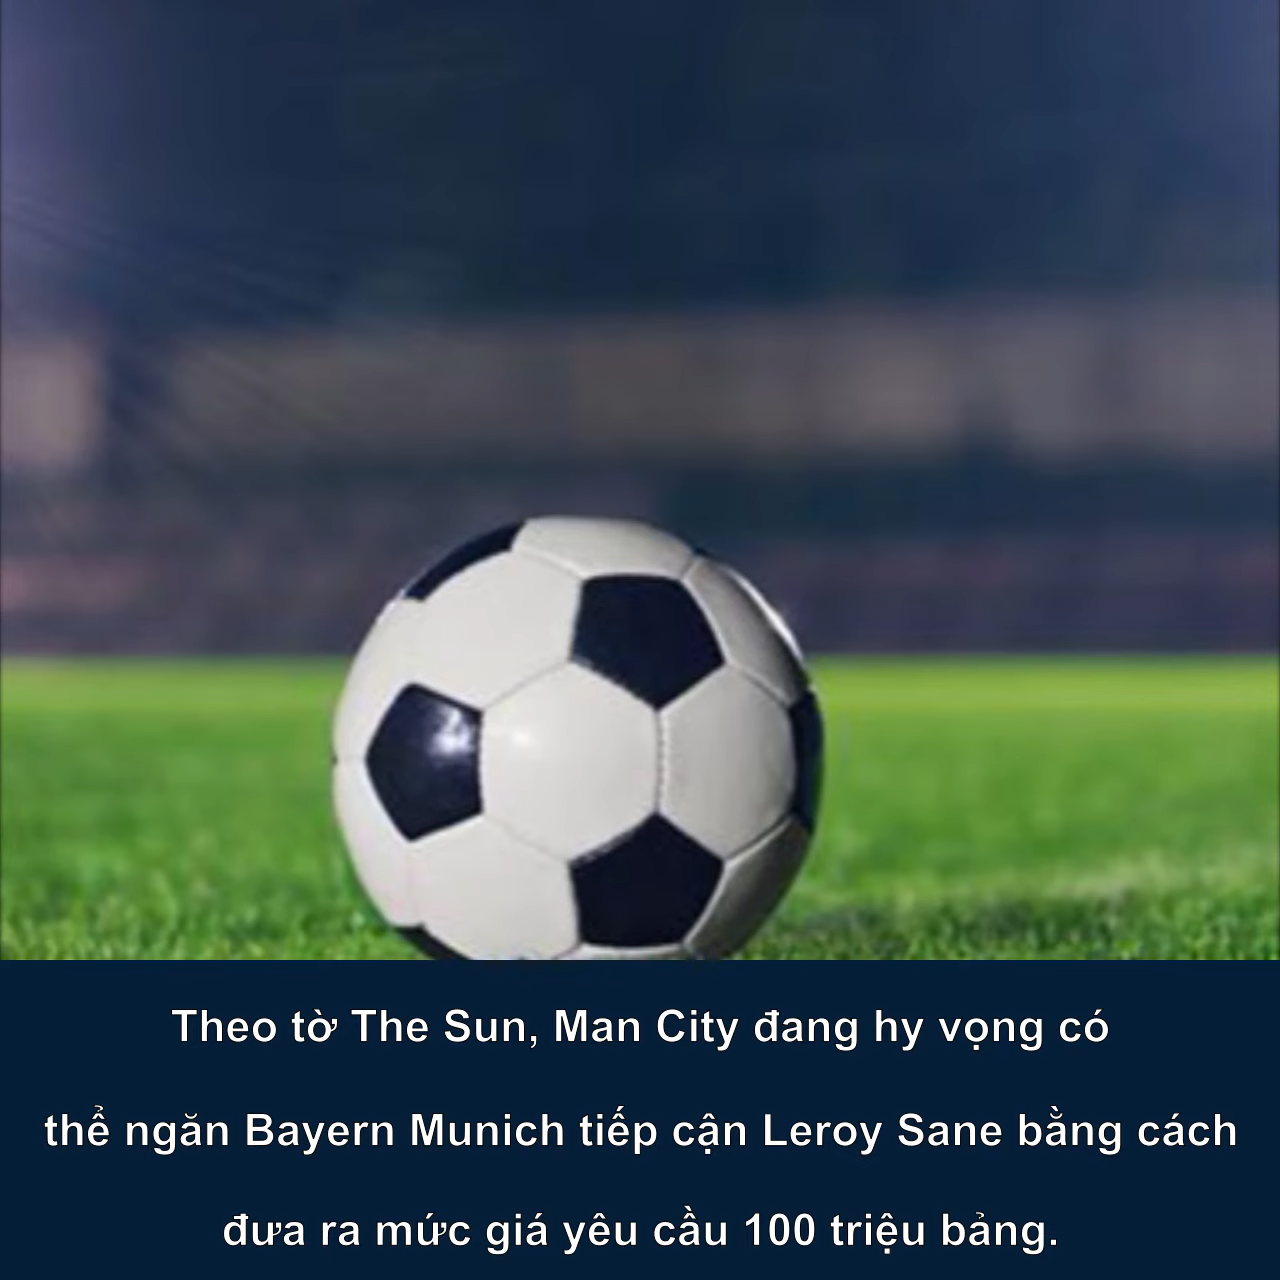 Theo tờ The Sun, Man City đang hy vọng có
thể ngăn Bayern Munich tiếp cận Leroy Sane bằng cách
đưa ra mức giá yêu cầu 100 triệu bảng.